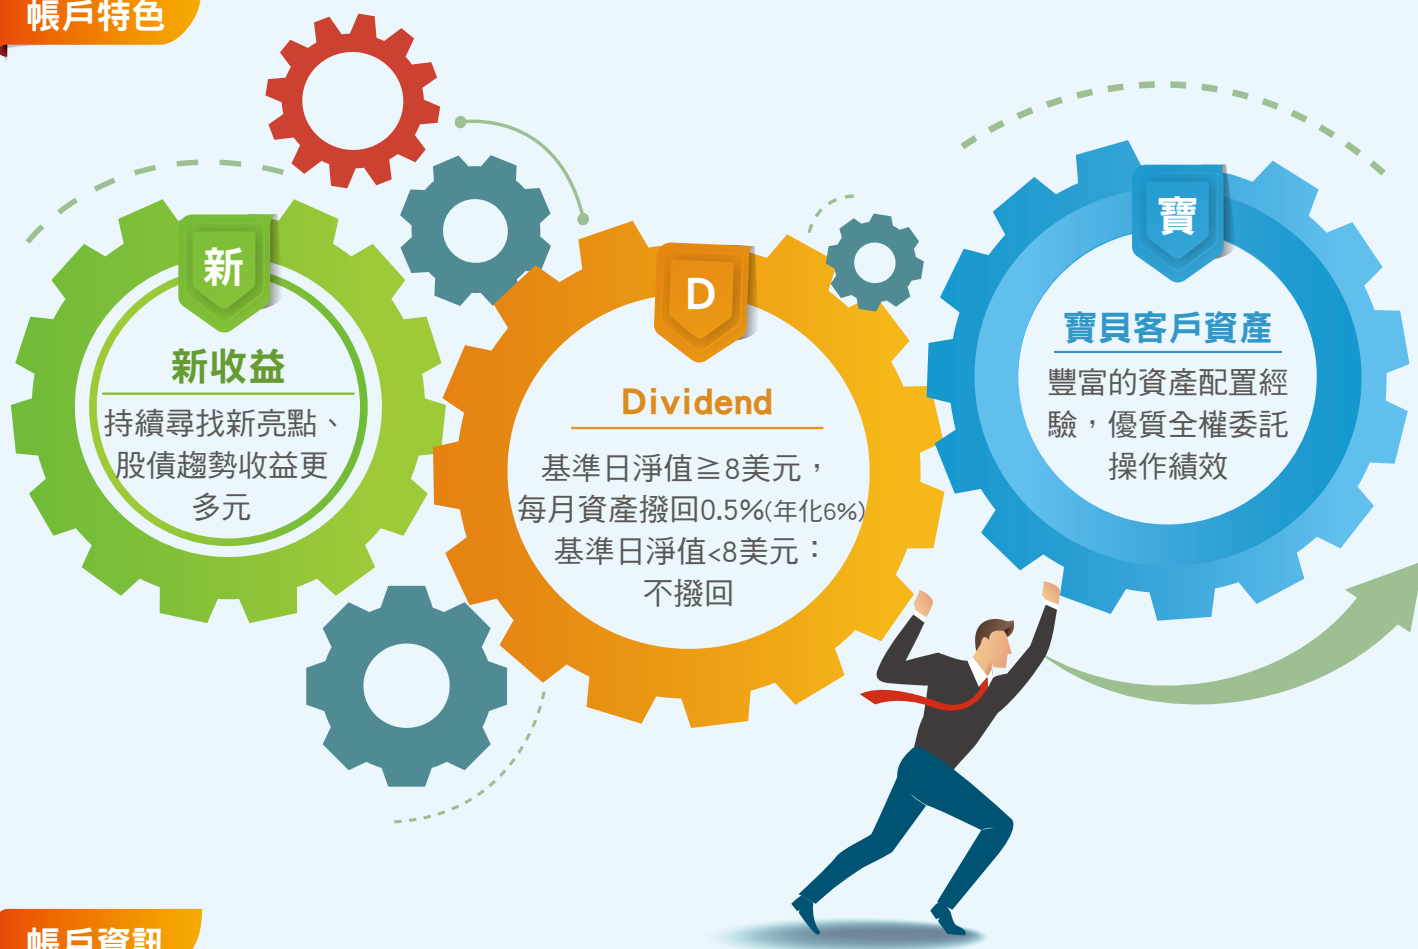 帳戶特色
新
新收益
持續尋找新亮點、
股債趨勢收益更
多元
D
Dividend
基準日淨值≧8美元，
每月資產撥回0.5%(年化6%)
基準日淨值<8美元：
不撥回
寶
寶貝客戶資產
豐富的資產配置經
驗，優質全權委託
操作績效
帳戶資訊